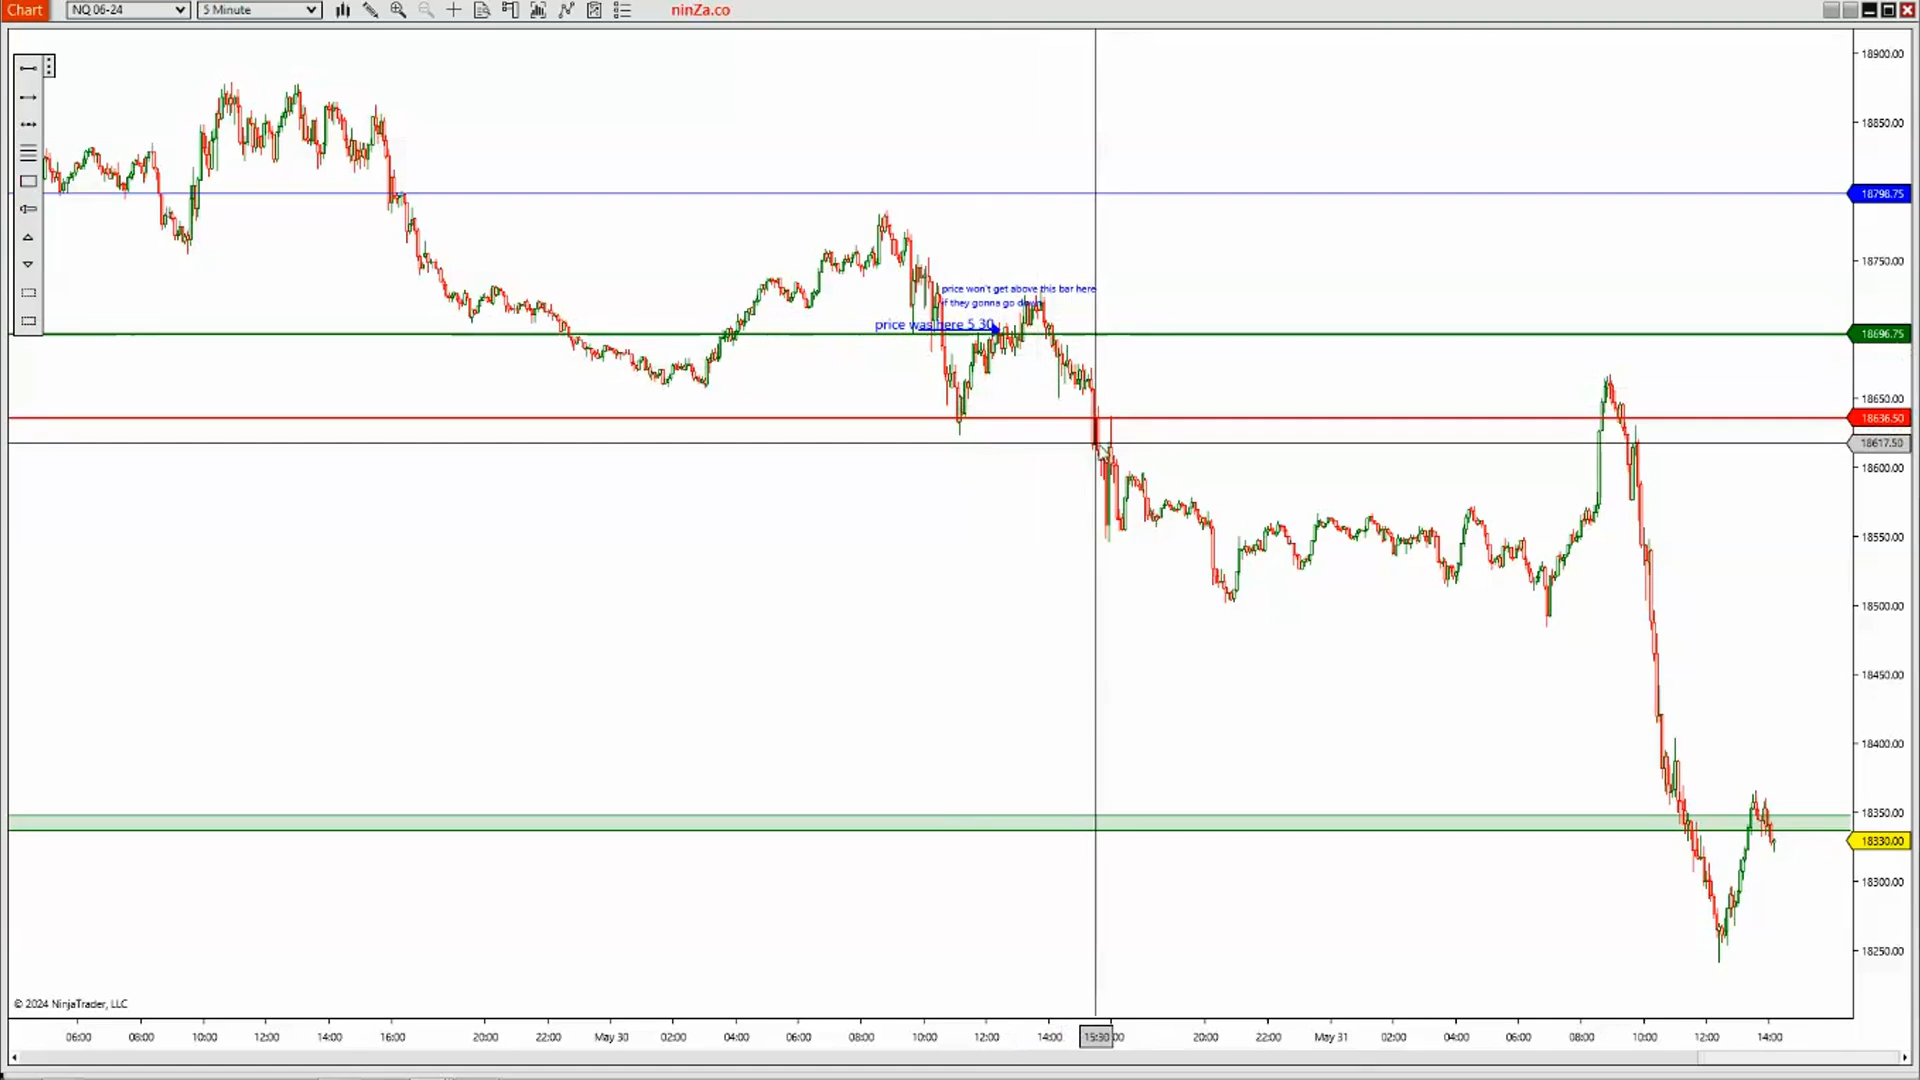 Chart NQ 06-24 5 Minute ninZa.co
18900.00
18850.00
18798.75
18750.00
price won't get above this bar here
if they gonna go down
price was here 5 30
18696.75
18650.00
18636.50
18617.50
18600.00
18550.00
18500.00
18450.00
18400.00
18350.00
18330.00
18300.00
18250.00
© 2024 NinjaTrader, LLC
06:00 08:00 10:00 12:00 14:00 16:00 20:00 22:00 May 30 02:00 04:00 06:00 08:00 10:00 12:00 14:00 15:30 20:00 22:00 May 31 02:00 04:00 06:00 08:00 10:00 12:00 14:00